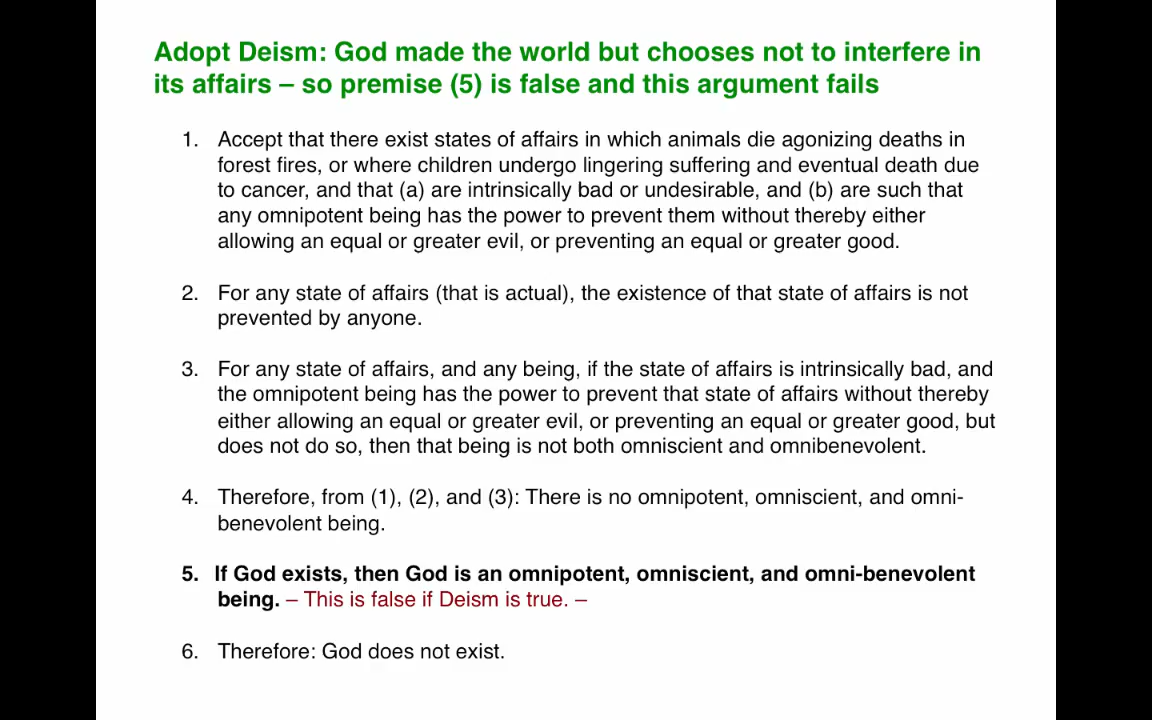 Adopt Deism: God made the world but chooses not to interfere in
its affairs – so premise (5) is false and this argument fails
1. Accept that there exist states of affairs in which animals die agonizing deaths in
forest fires, or where children undergo lingering suffering and eventual death due
to cancer, and that (a) are intrinsically bad or undesirable, and (b) are such that
any omnipotent being has the power to prevent them without thereby either
allowing an equal or greater evil, or preventing an equal or greater good.
2. For any state of affairs (that is actual), the existence of that state of affairs is not
prevented by anyone.
3. For any state of affairs, and any being, if the state of affairs is intrinsically bad, and
the omnipotent being has the power to prevent that state of affairs without thereby
either allowing an equal or greater evil, or preventing an equal or greater good, but
does not do so, then that being is not both omniscient and omnibenevolent.
4. Therefore, from (1), (2), and (3): There is no omnipotent, omniscient, and omni-
benevolent being.
5. If God exists, then God is an omnipotent, omniscient, and omni-benevolent
being. – This is false if Deism is true. –
6. Therefore: God does not exist.